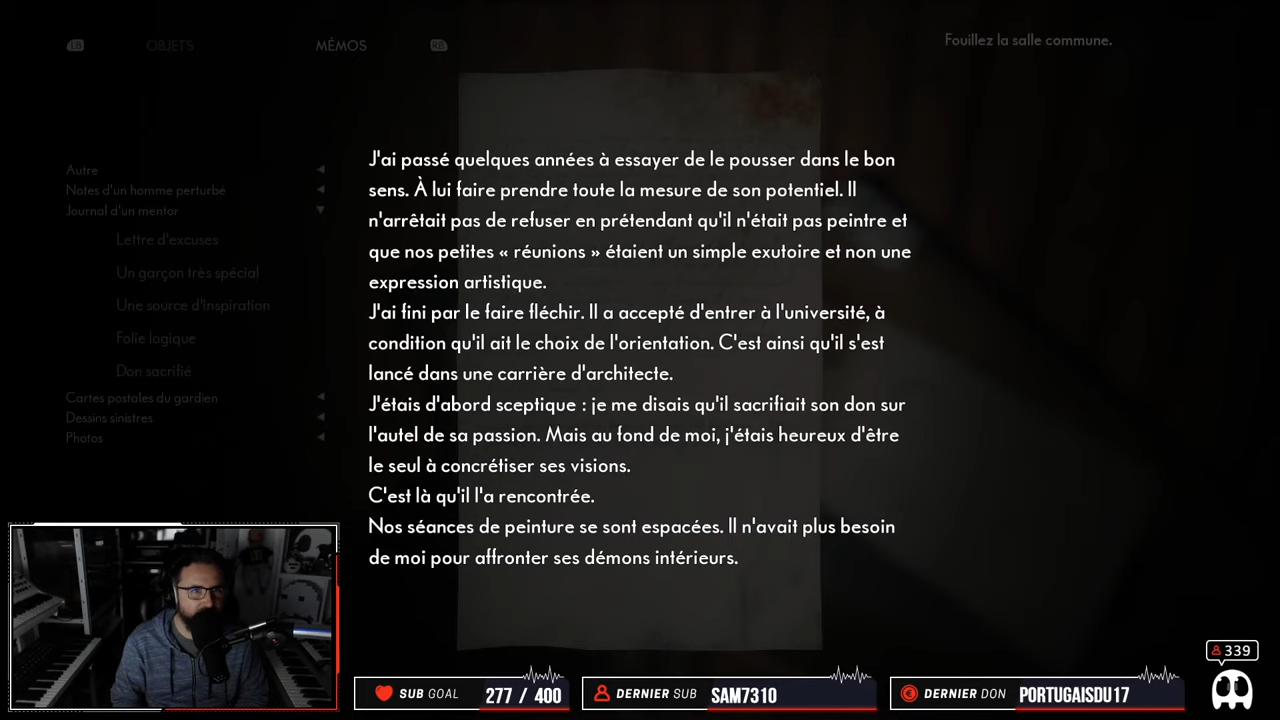 LB OBJETS MÉMOS RB
Fouillez la salle commune.
Autre
Notes d'un homme perturbé
Journal d'un mentor
Lettre d'excuses
Un garçon très spécial
Une source d'inspiration
Folie logique
Don sacrifié
Cartes postales du gardien
Dessins sinistres
Photos
J'ai passé quelques années à essayer de le pousser dans le bon
sens. À lui faire prendre toute la mesure de son potentiel. Il
n'arrêtait pas de refuser en prétendant qu'il n'était pas peintre et
que nos petites « réunions » étaient un simple exutoire et non une
expression artistique.
J'ai fini par le faire fléchir. Il a accepté d'entrer à l'université, à
condition qu'il ait le choix de l'orientation. C'est ainsi qu'il s'est
lancé dans une carrière d'architecte.
J'étais d'abord sceptique : je me disais qu'il sacrifiait son don sur
l'autel de sa passion. Mais au fond de moi, j'étais heureux d'être
le seul à concrétiser ses visions.
C'est là qu'il l'a rencontrée.
Nos séances de peinture se sont espacées. Il n'avait plus besoin
de moi pour affronter ses démons intérieurs.
339
SUB GOAL 277 / 400 DERNIER SUB SAM7310 DERNIER DON PORTUGAISDU17